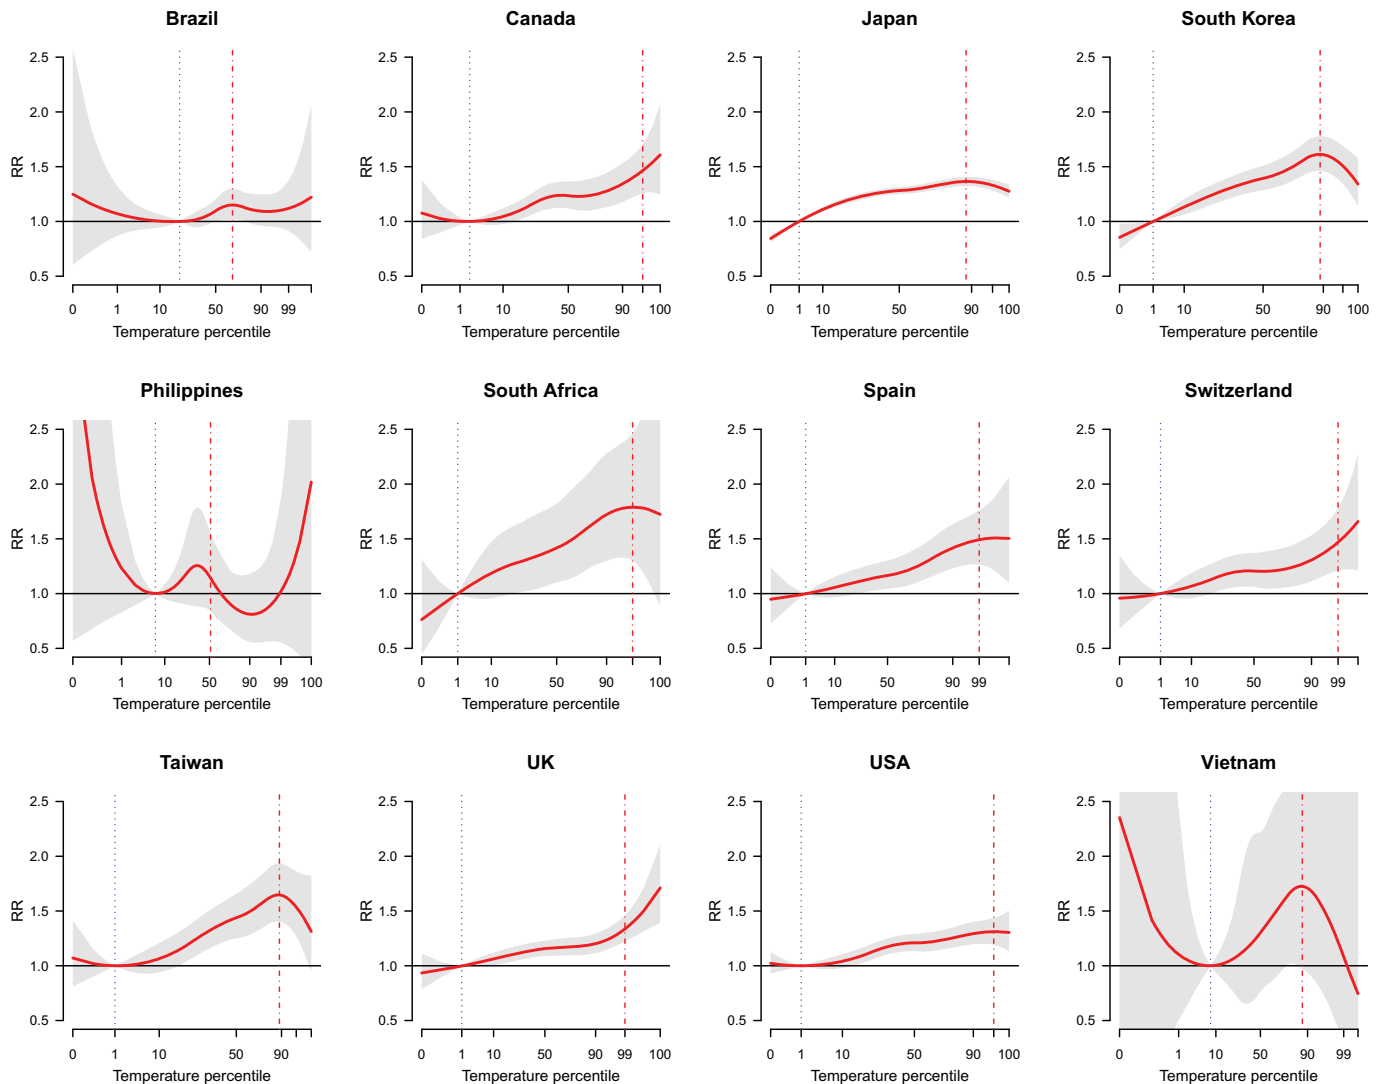 Brazil
2.5
2.0
1.5
1.0
0.5
RR
0 1 10 50 90 99
Temperature percentile
Canada
2.5
2.0
1.5
1.0
0.5
RR
0 1 10 50 90 100
Temperature percentile
Japan
2.5
2.0
1.5
1.0
0.5
RR
0 1 10 50 90 100
Temperature percentile
South Korea
2.5
2.0
1.5
1.0
0.5
RR
0 1 10 50 90 100
Temperature percentile
Philippines
2.5
2.0
1.5
1.0
0.5
RR
0 1 10 50 90 99 100
Temperature percentile
South Africa
2.5
2.0
1.5
1.0
0.5
RR
0 1 10 50 90 100
Temperature percentile
Spain
2.5
2.0
1.5
1.0
0.5
RR
0 1 10 50 90 99
Temperature percentile
Switzerland
2.5
2.0
1.5
1.0
0.5
RR
0 1 10 50 90 99
Temperature percentile
Taiwan
2.5
2.0
1.5
1.0
0.5
RR
0 1 10 50 90
Temperature percentile
UK
2.5
2.0
1.5
1.0
0.5
RR
0 1 10 50 90 99 100
Temperature percentile
USA
2.5
2.0
1.5
1.0
0.5
RR
0 1 10 50 90 100
Temperature percentile
Vietnam
2.5
2.0
1.5
1.0
0.5
RR
0 1 10 50 90 99
Temperature percentile